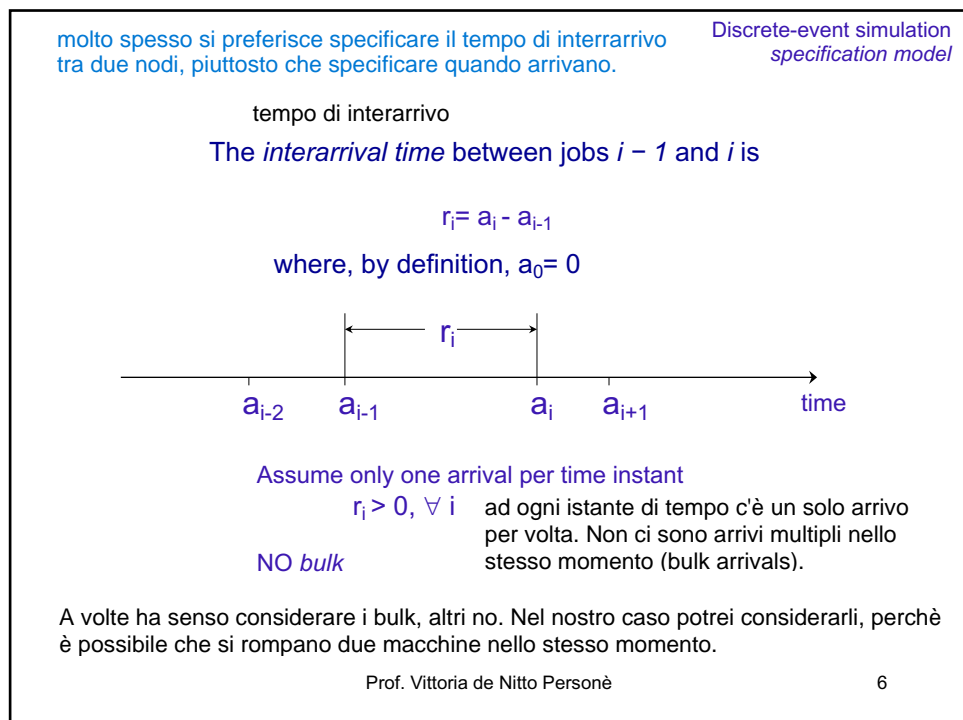 molto spesso si preferisce specificare il tempo di interrarrivo
tra due nodi, piuttosto che specificare quando arrivano.
Discrete-event simulation
specification model
tempo di interarrivo
The interarrival time between jobs i − 1 and i is
rᵢ= aᵢ - aᵢ₋₁
where, by definition, a₀= 0
rᵢ
aᵢ₋₂ aᵢ₋₁ aᵢ aᵢ₊₁ time
Assume only one arrival per time instant
rᵢ > 0, ∀ i
ad ogni istante di tempo c'è un solo arrivo
per volta. Non ci sono arrivi multipli nello
stesso momento (bulk arrivals).
NO bulk
A volte ha senso considerare i bulk, altri no. Nel nostro caso potrei considerarli, perchè
è possibile che si rompano due macchine nello stesso momento.
Prof. Vittoria de Nitto Personè 6